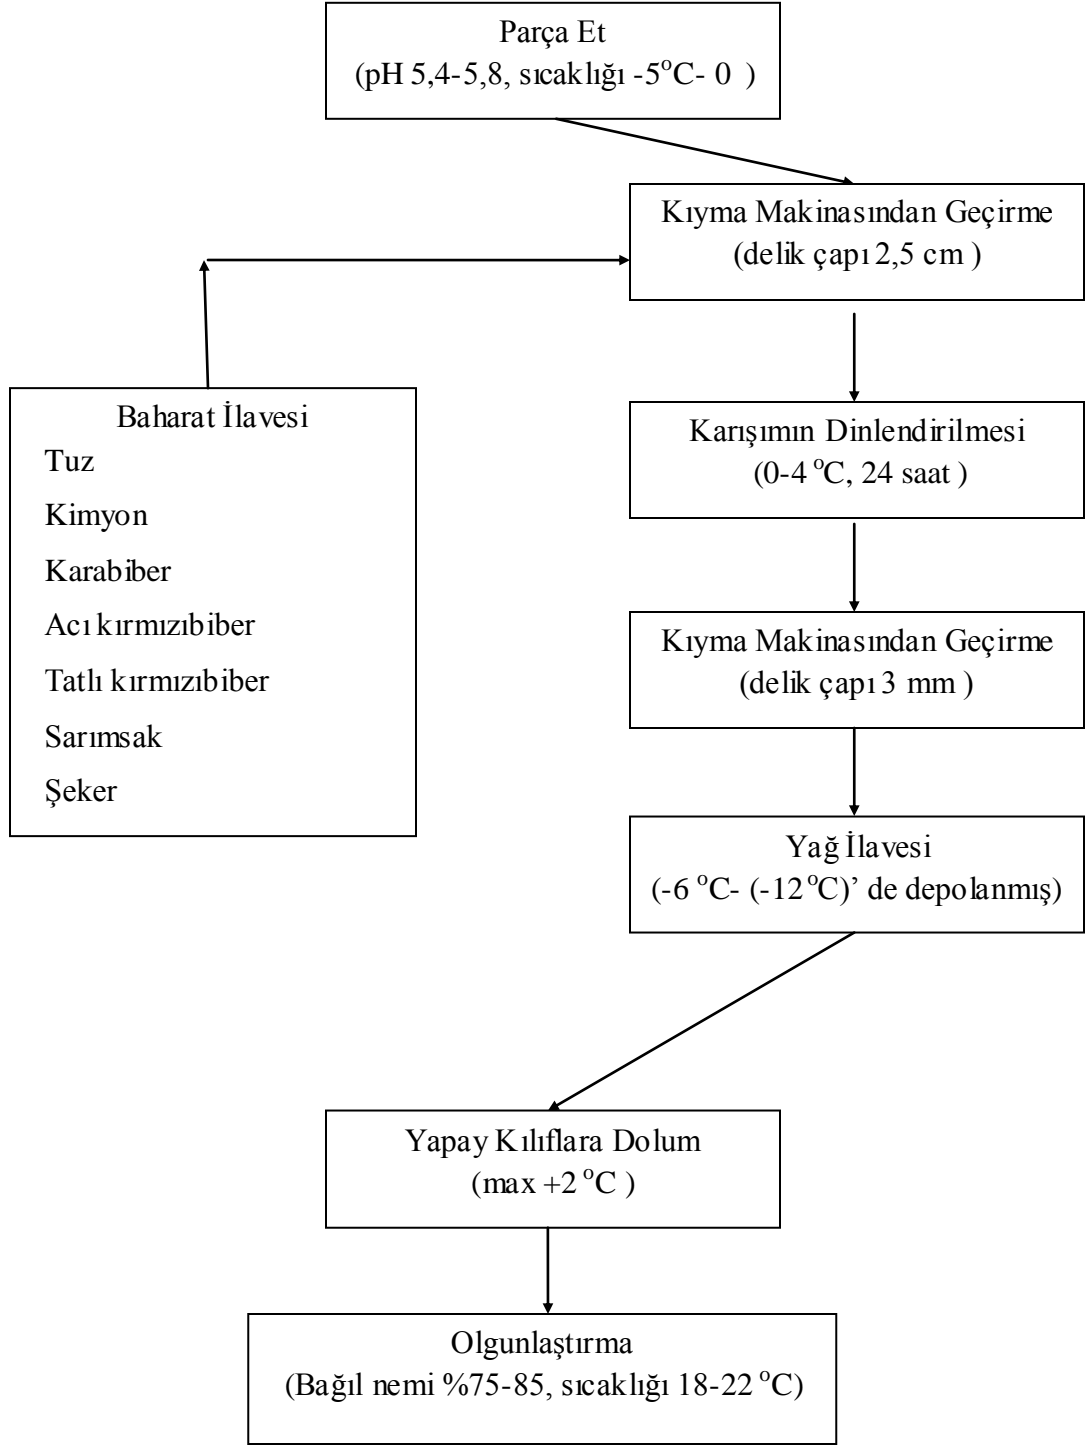 Parça Et
(pH 5,4-5,8, sıcaklığı -5°C- 0 )
Kıyma Makinasından Geçirme
(delik çapı 2,5 cm )
Baharat İlavesi
Tuz
Kimyon
Karabiber
Acı kırmızıbiber
Tatlı kırmızıbiber
Sarımsak
Şeker
Karışımın Dinlendirilmesi
(0-4 °C, 24 saat )
Kıyma Makinasından Geçirme
(delik çapı 3 mm )
Yağ İlavesi
(-6 °C- (-12 °C)’ de depolanmış)
Yapay Kılıflara Dolum
(max +2 °C )
Olgunlaştırma
(Bağıl nemi %75-85, sıcaklığı 18-22 °C)